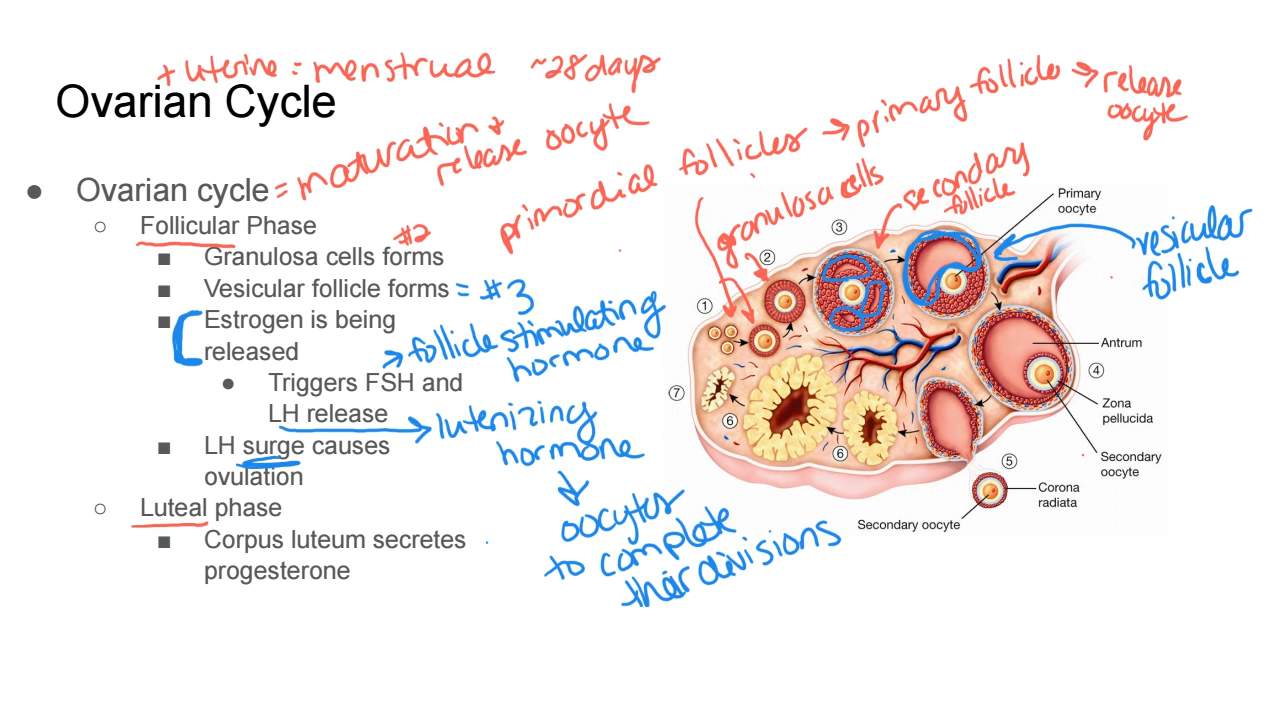 + uterine = menstrual ~28 days
Ovarian Cycle
● Ovarian cycle = maturation +
release oocyte
○ Follicular Phase
■ Granulosa cells forms #2
■ Vesicular follicle forms = #3
■ Estrogen is being
released
→ follicle stimulating
hormone
● Triggers FSH and
LH release → lutenizing
hormone
↓
oocytes
to complete
their divisions
■ LH surge causes
ovulation
○ Luteal phase
■ Corpus luteum secretes
progesterone
primordial follicles → primary follicle → release
oocyte
granulosa cells
secondary
follicle
vesicular
follicle
Primary
oocyte
①
②
③
Antrum
④
Zona
pellucida
Secondary
oocyte
⑤
Corona
radiata
Secondary oocyte
⑥
⑥
⑦